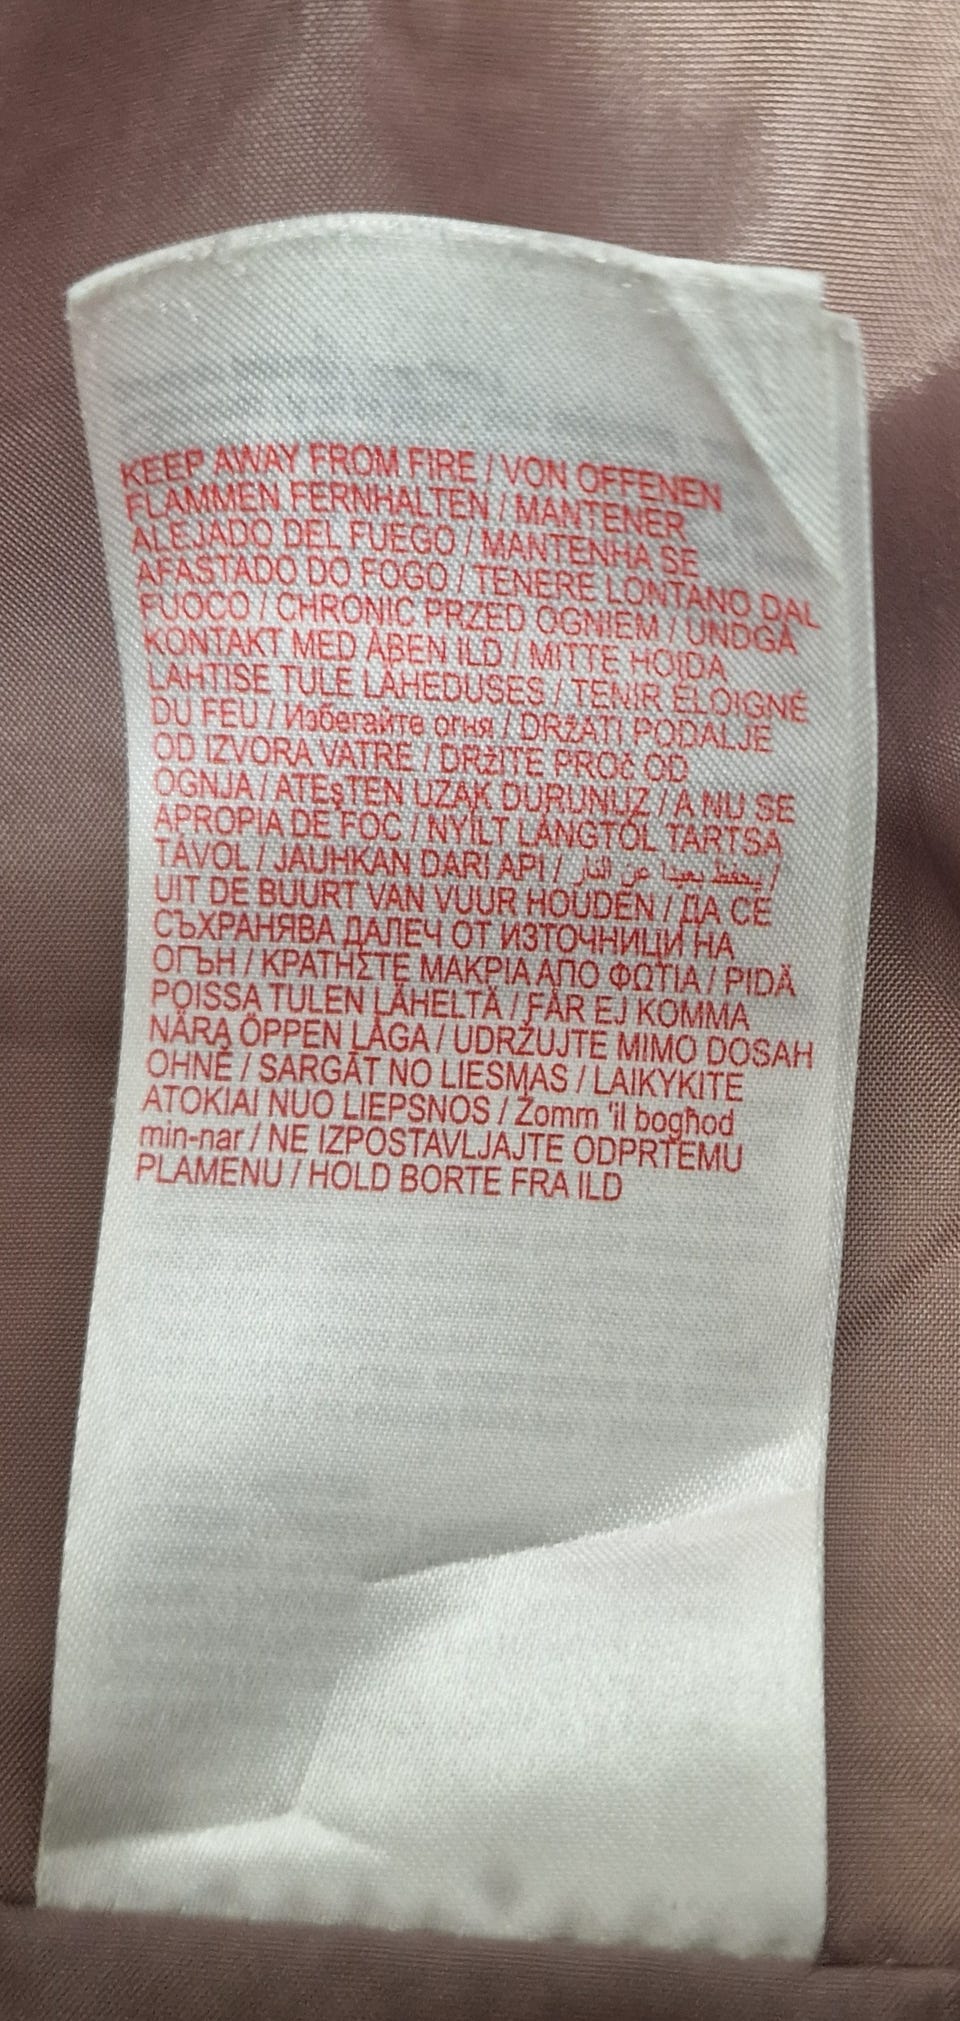 KEEP AWAY FROM FIRE / VON OFFENEN
FLAMMEN FERNHALTEN / MANTENER
ALEJADO DEL FUEGO / MANTENHA SE
AFASTADO DO FOGO / TENERE LONTANO DAL
FUOCO / CHRONIC PRZED OGNIEM / UNDGÅ
KONTAKT MED ÅBEN ILD / MITTE HOIDA
LAHTISE TULE LÄHEDUSES / TENIR ÉLOIGNÉ
DU FEU / Избегайте огня / DRžATI PODALJE
OD IZVORA VATRE / DRžITE PROč OD
OGNJA / ATEşTEN UZAK DURUNUZ / A NU SE
APROPIA DE FOC / NYÍLT LÁNGTÓL TARTSA
TÁVOL / JAUHKAN DARI API / يحفظ بعيدا عن النار /
UIT DE BUURT VAN VUUR HOUDEN / ДА СЕ
СЪХРАНЯВА ДАЛЕЧ ОТ ИЗТОЧНИЦИ НА
ОГЪН / ΚΡΑΤΗΣΤΕ ΜΑΚΡΙΑ ΑΠΟ ΦΩΤΙΑ / PIDÄ
POISSA TULEN LÄHELTÄ / FÅR EJ KOMMA
NÄRA ÖPPEN LÅGA / UDRŽUJTE MIMO DOSAH
OHNĚ / SARGĀT NO LIESMAS / LAIKYKITE
ATOKIAI NUO LIEPSNOS / Żomm 'il bogħod
min-nar / NE IZPOSTAVLJAJTE ODPRTEMU
PLAMENU / HOLD BORTE FRA ILD